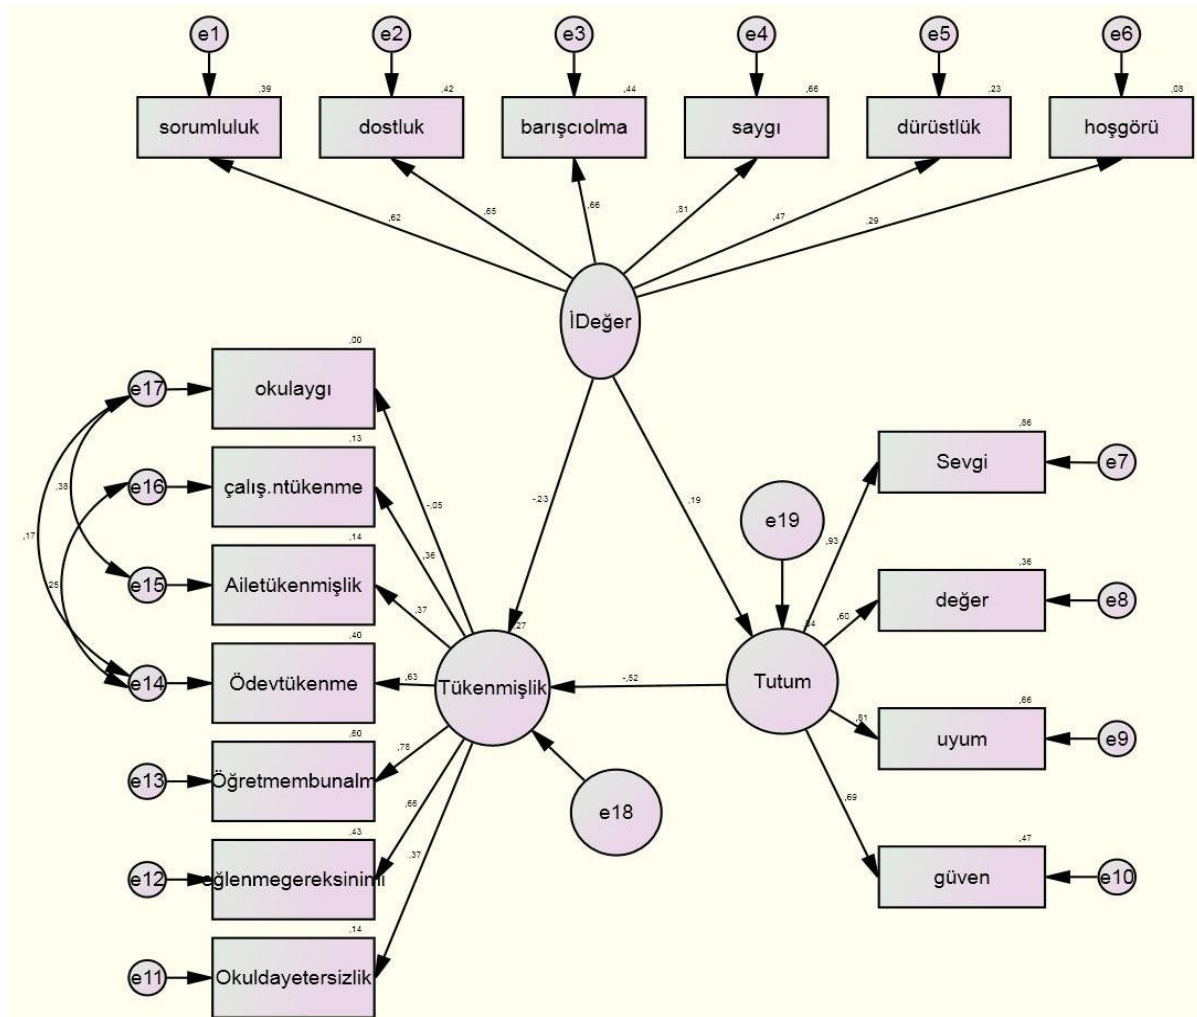 e1 e2 e3 e4 e5 e6
,39 ,42 ,44 ,66 ,23 ,08
sorumluluk dostluk barışcıolma saygı dürüstlük hoşgörü
,62 ,65 ,66 ,81 ,47 ,29
İDeğer
,00
e17 okulaygı
,13
e16 çalış.ntükenme
,14
e15 Ailetükenmişlik
,40
e14 Ödevtükenme
,60
e13 Öğretmembunalm
,43
e12 eğlenmegereksinimi
,14
e11 Okuldayetersizlik
,38
,17
,25
-,05
,36
,37
,63
,78
,66
,37
-,23
,19
,27
Tükenmişlik
-,52
e18
e19
Tutum
,93
,60
,81
,69
,86
Sevgi e7
,36
değer e8
,66
uyum e9
,47
güven e10